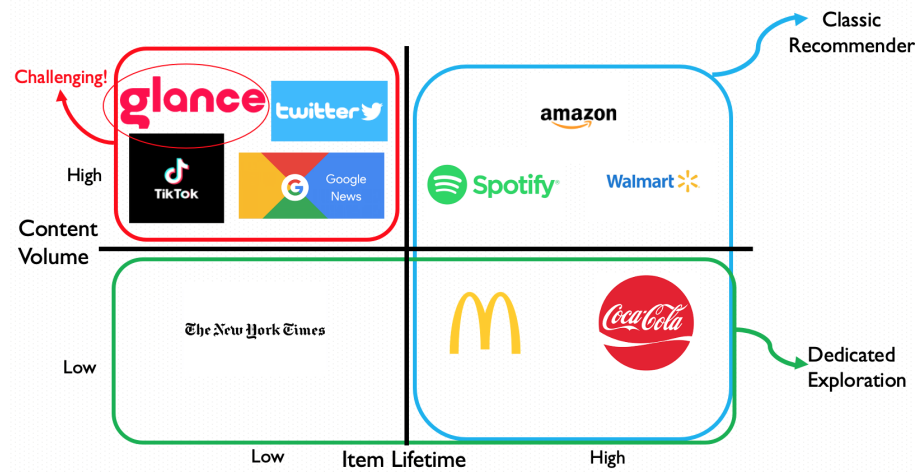 Classic
Recommender
Challenging!
glance
twitter
amazon
TikTok
Google
News
G
Spotify®
Walmart
High
Content
Volume
The New York Times
Coca-Cola
Low
Dedicated
Exploration
Low
Item Lifetime
High